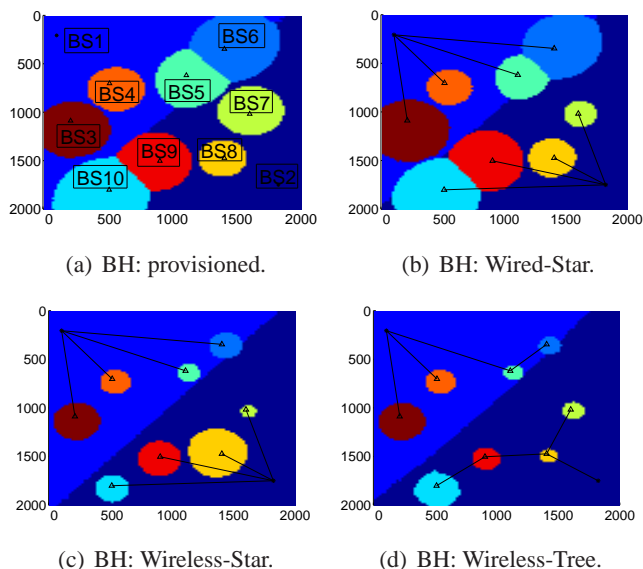 0
500
1000
1500
2000
500 1000 1500 2000
BS1
BS6
BS4
BS5
BS7
BS3
BS9
BS8
BS10
BS2
(a) BH: provisioned.
0
500
1000
1500
2000
0 500 1000 1500 2000
(b) BH: Wired-Star.
0
500
1000
1500
2000
0 500 1000 1500 2000
(c) BH: Wireless-Star.
0
500
1000
1500
2000
0 500 1000 1500 2000
(d) BH: Wireless-Tree.